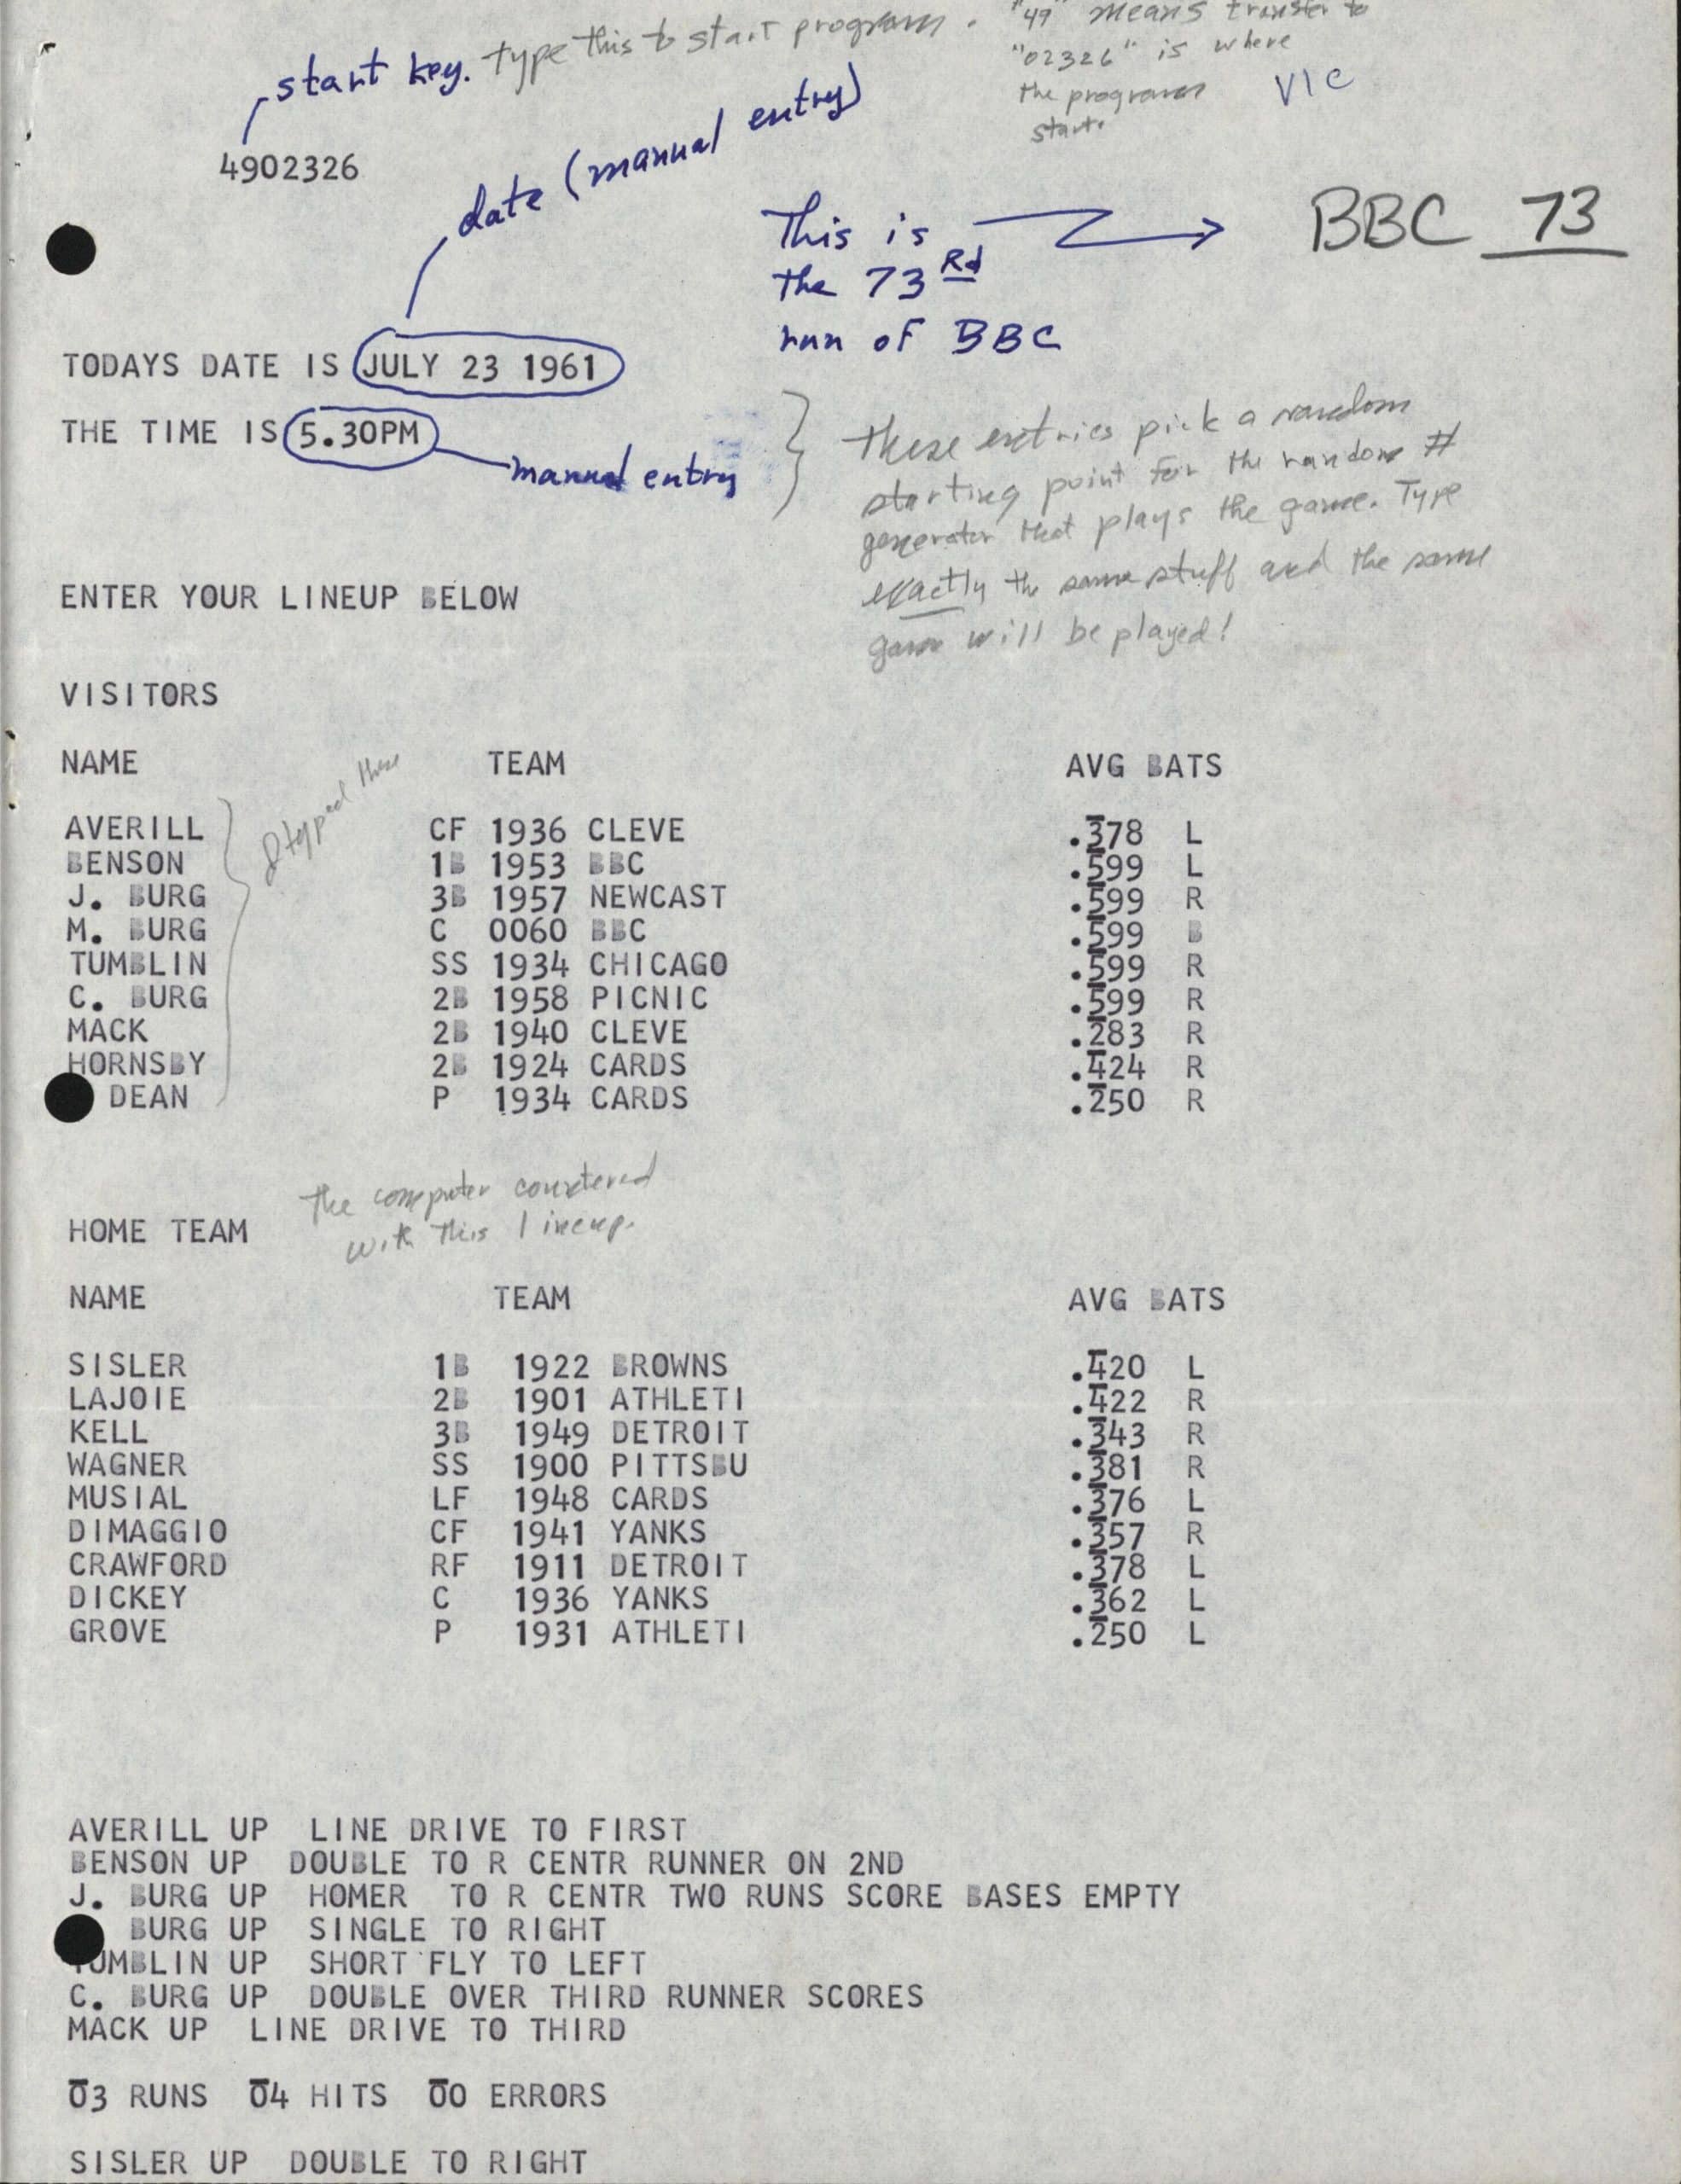 start key. type this to start program. "49" means transfer to
"02326" is where
the program
start.
VIC
4902326
date (manual entry)
This is
the 73Rd
run of BBC
BBC 73
TODAYS DATE IS JULY 23 1961
THE TIME IS 5.30PM
manual entry
These entries pick a random
starting point for the random #
generator that plays the game. Type
exactly the same stuff and the same
game will be played!
ENTER YOUR LINEUP BELOW
VISITORS
NAME TEAM AVG BATS
I typed these
AVERILL CF 1936 CLEVE .378 L
BENSON 1B 1953 BBC .599 L
J. BURG 3B 1957 NEWCAST .599 R
M. BURG C 0060 BBC .599 B
TUMBLIN SS 1934 CHICAGO .599 R
C. BURG 2B 1958 PICNIC .599 R
MACK 2B 1940 CLEVE .283 R
HORNSBY 2B 1924 CARDS .424 R
DEAN P 1934 CARDS .250 R
The computer countered
with this lineup.
HOME TEAM
NAME TEAM AVG BATS
SISLER 1B 1922 BROWNS .420 L
LAJOIE 2B 1901 ATHLETI .422 R
KELL 3B 1949 DETROIT .343 R
WAGNER SS 1900 PITTSBU .381 R
MUSIAL LF 1948 CARDS .376 L
DIMAGGIO CF 1941 YANKS .357 R
CRAWFORD RF 1911 DETROIT .378 L
DICKEY C 1936 YANKS .362 L
GROVE P 1931 ATHLETI .250 L
AVERILL UP LINE DRIVE TO FIRST
BENSON UP DOUBLE TO R CENTR RUNNER ON 2ND
J. BURG UP HOMER TO R CENTR TWO RUNS SCORE BASES EMPTY
BURG UP SINGLE TO RIGHT
TUMBLIN UP SHORT FLY TO LEFT
C. BURG UP DOUBLE OVER THIRD RUNNER SCORES
MACK UP LINE DRIVE TO THIRD
03 RUNS 04 HITS 00 ERRORS
SISLER UP DOUBLE TO RIGHT